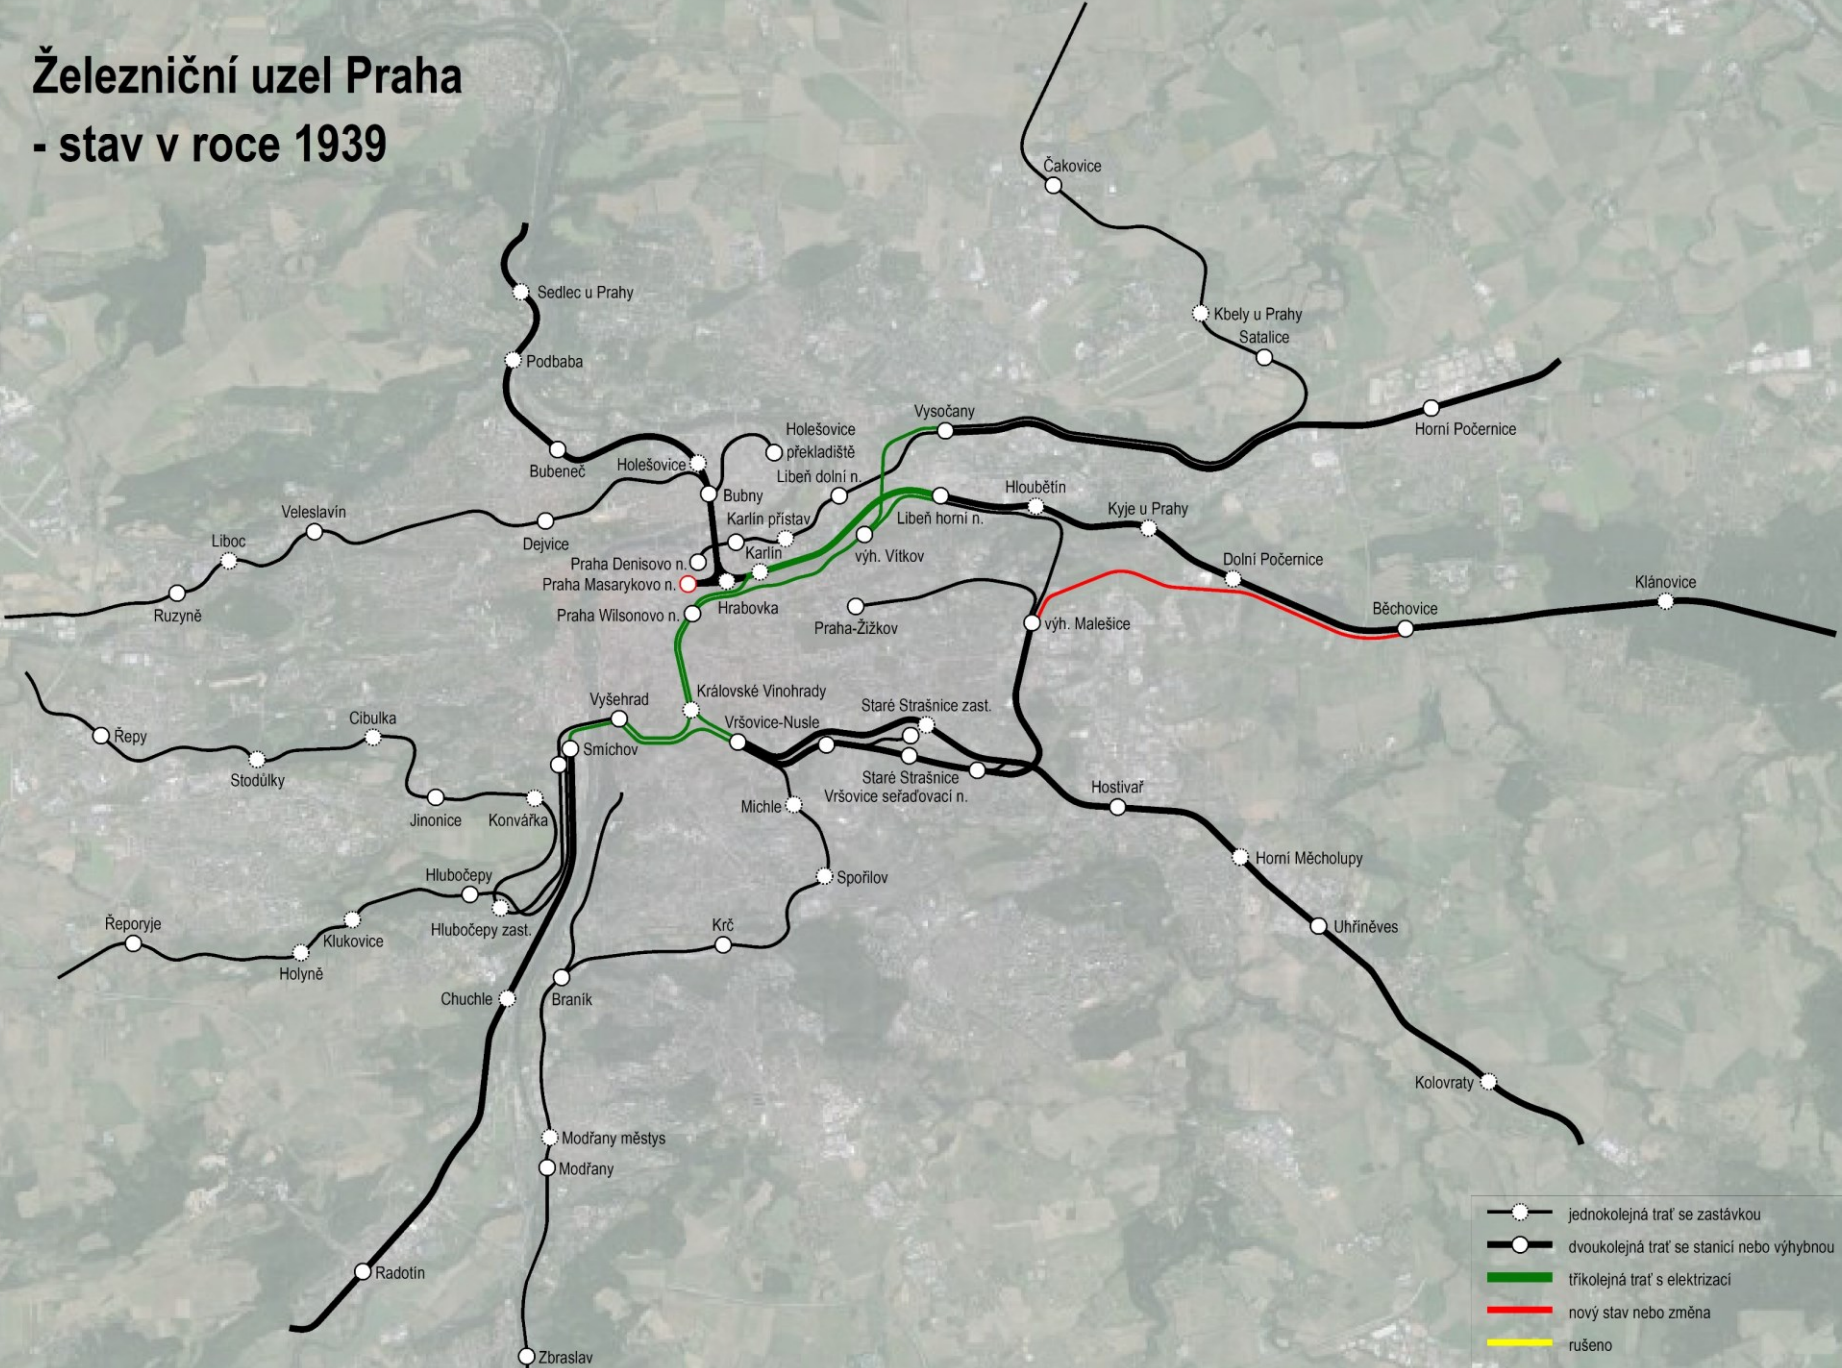 Železniční uzel Praha
- stav v roce 1939
Čakovice
Sedlec u Prahy
Kbely u Prahy
Satalice
Podbaba
Vysočany
Horní Počernice
Holešovice
překladiště
Bubeneč
Holešovice
Libeň dolní n.
Bubny
Hloubětín
Kyje u Prahy
Veleslavín
Karlín přístav
Libeň horní n.
Liboc
Dejvice
Karlín
výh. Vítkov
Dolní Počernice
Praha Denisovo n.
Praha Masarykovo n.
Klánovice
Ruzyně
Praha Wilsonovo n.
Hrabovka
Praha-Žižkov
výh. Malešice
Běchovice
Královské Vinohrady
Vyšehrad
Staré Strašnice zast.
Cibulka
Vršovice-Nusle
Řepy
Smíchov
Stodůlky
Staré Strašnice
Hostivař
Vršovice seřaďovací n.
Michle
Jinonice
Konvářka
Horní Měcholupy
Hlubočepy
Spořilov
Řeporyje
Hlubočepy zast.
Krč
Uhříněves
Klukovice
Holyně
Chuchle
Braník
Kolovraty
Modřany městys
Modřany
Radotín
Zbraslav
jednokolejná trať se zastávkou
dvoukolejná trať se stanicí nebo výhybnou
tříkolejná trať s elektrizací
nový stav nebo změna
rušeno